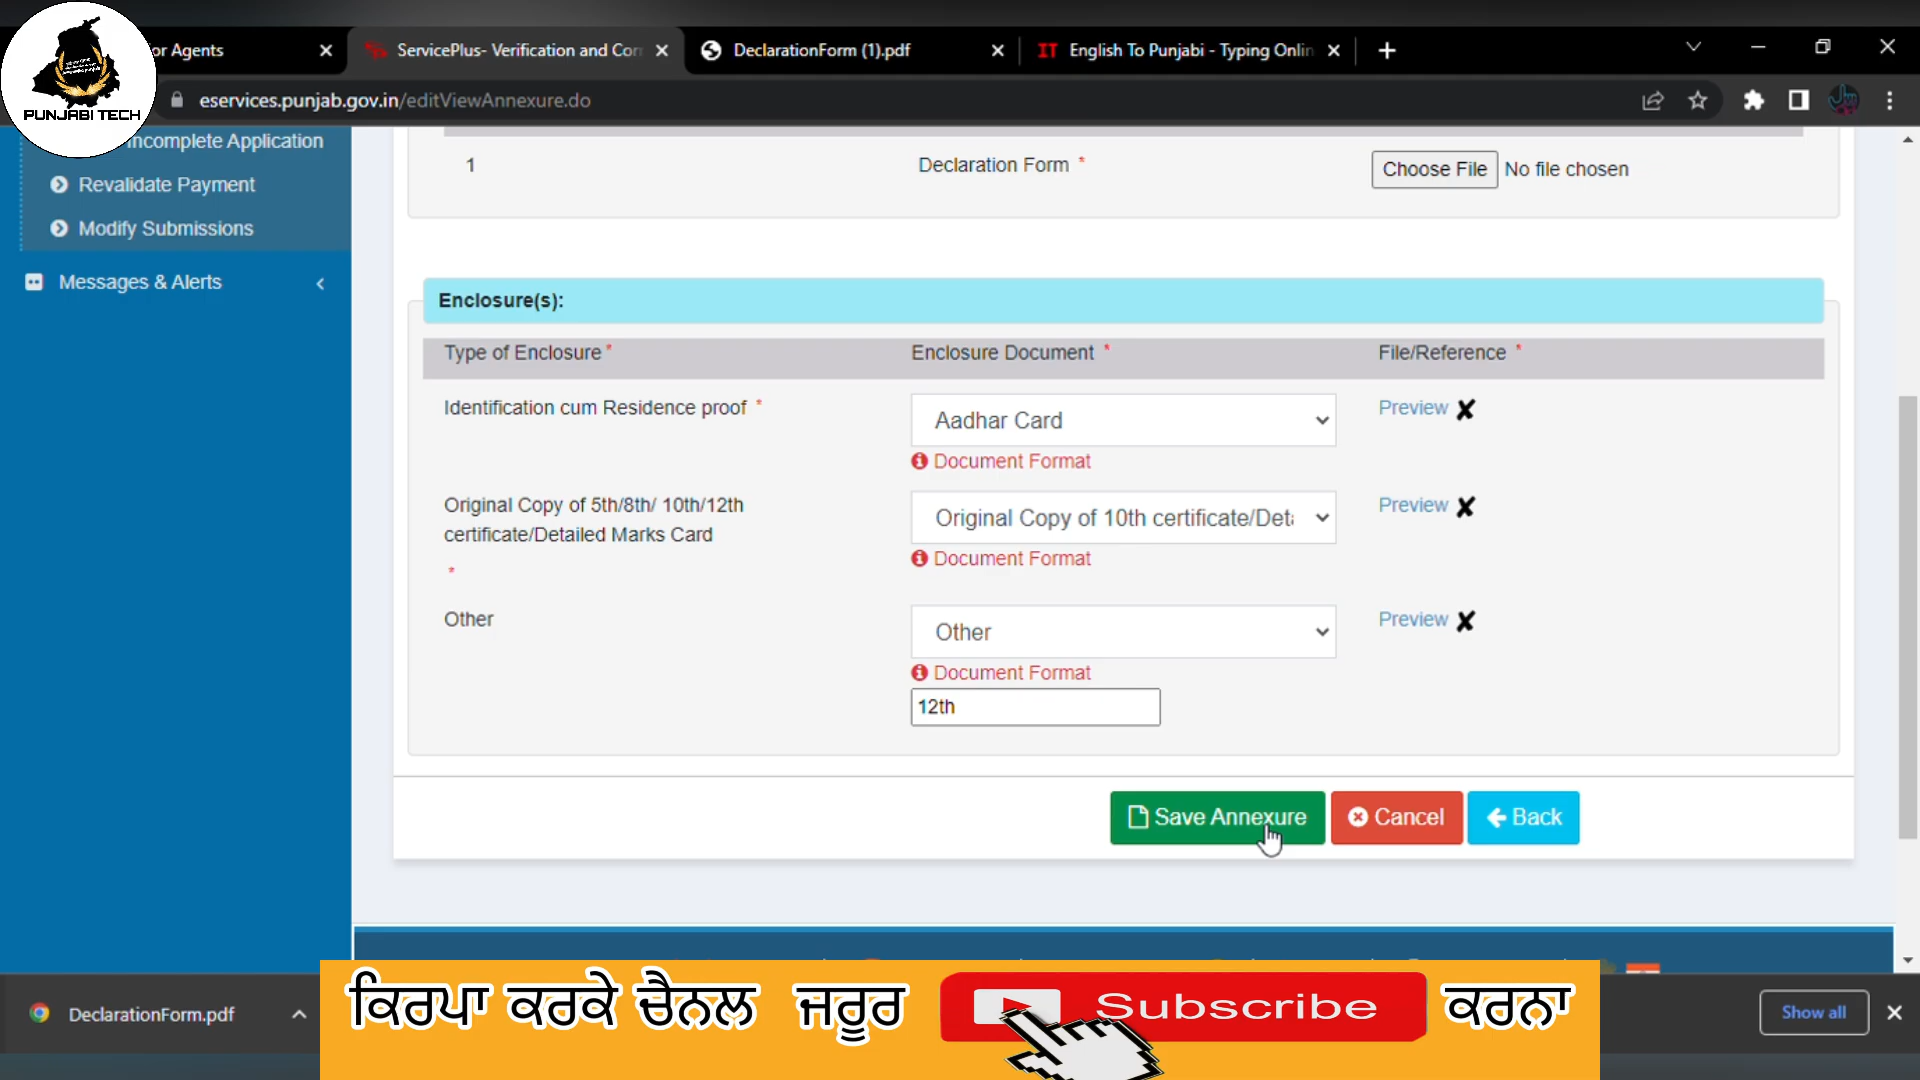 or Agents
ServicePlus- Verification and Cor
DeclarationForm (1).pdf
IT English To Punjabi - Typing Onlin
PUNJABI TECH
eservices.punjab.gov.in/editViewAnnexure.do
Incomplete Application
Revalidate Payment
Modify Submissions
Messages & Alerts
1 Declaration Form * Choose File No file chosen
Enclosure(s):
Type of Enclosure * Enclosure Document * File/Reference *
Identification cum Residence proof * Aadhar Card Preview
Document Format
Original Copy of 5th/8th/ 10th/12th certificate/Detailed Marks Card * Original Copy of 10th certificate/Deta Preview
Document Format
Other Other Preview
Document Format
12th
Save Annexure Cancel Back
DeclarationForm.pdf
ਕਿਰਪਾ ਕਰਕੇ ਚੈਨਲ ਜਰੂਰ Subscribe ਕਰਨਾ
Show all